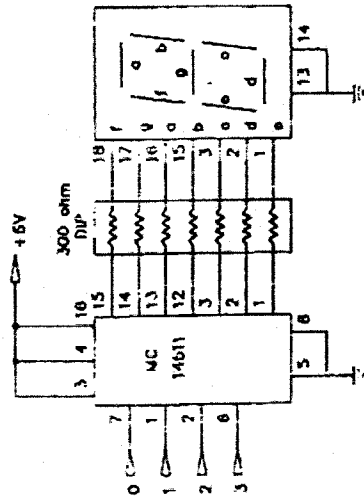 +6V
300 ohm
DIP
3 4 16
MC
14511
0 7
1 1
2 2
3 6
15 18 f
14 17 g
13 16 a
12 15 b
3 3 c
2 2 d
1 1 e
5 8
a
b
f
g
e
d
13 14